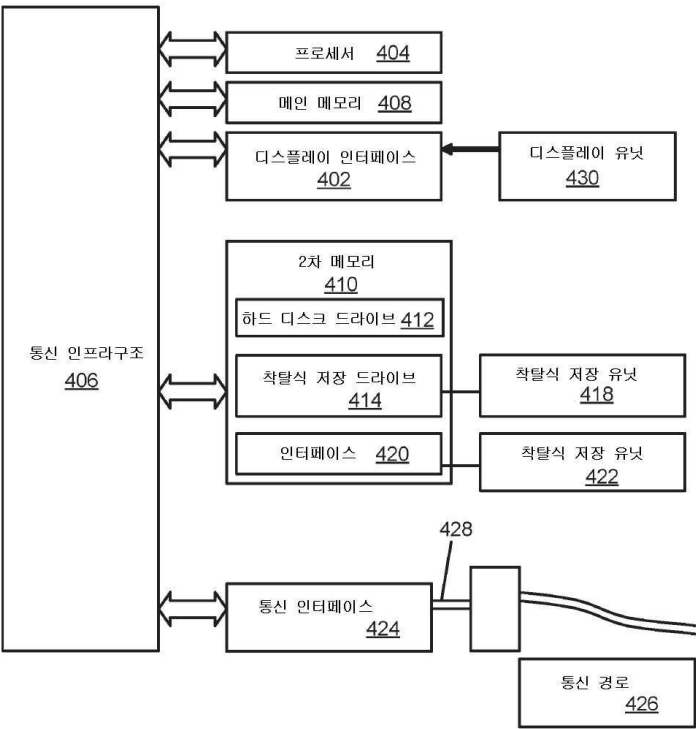 프로세서 404
메인 메모리 408
디스플레이 인터페이스
402
디스플레이 유닛
430
2차 메모리
410
하드 디스크 드라이브 412
통신 인프라구조
406
착탈식 저장 드라이브
414
착탈식 저장 유닛
418
인터페이스 420
착탈식 저장 유닛
422
428
통신 인터페이스
424
통신 경로
426